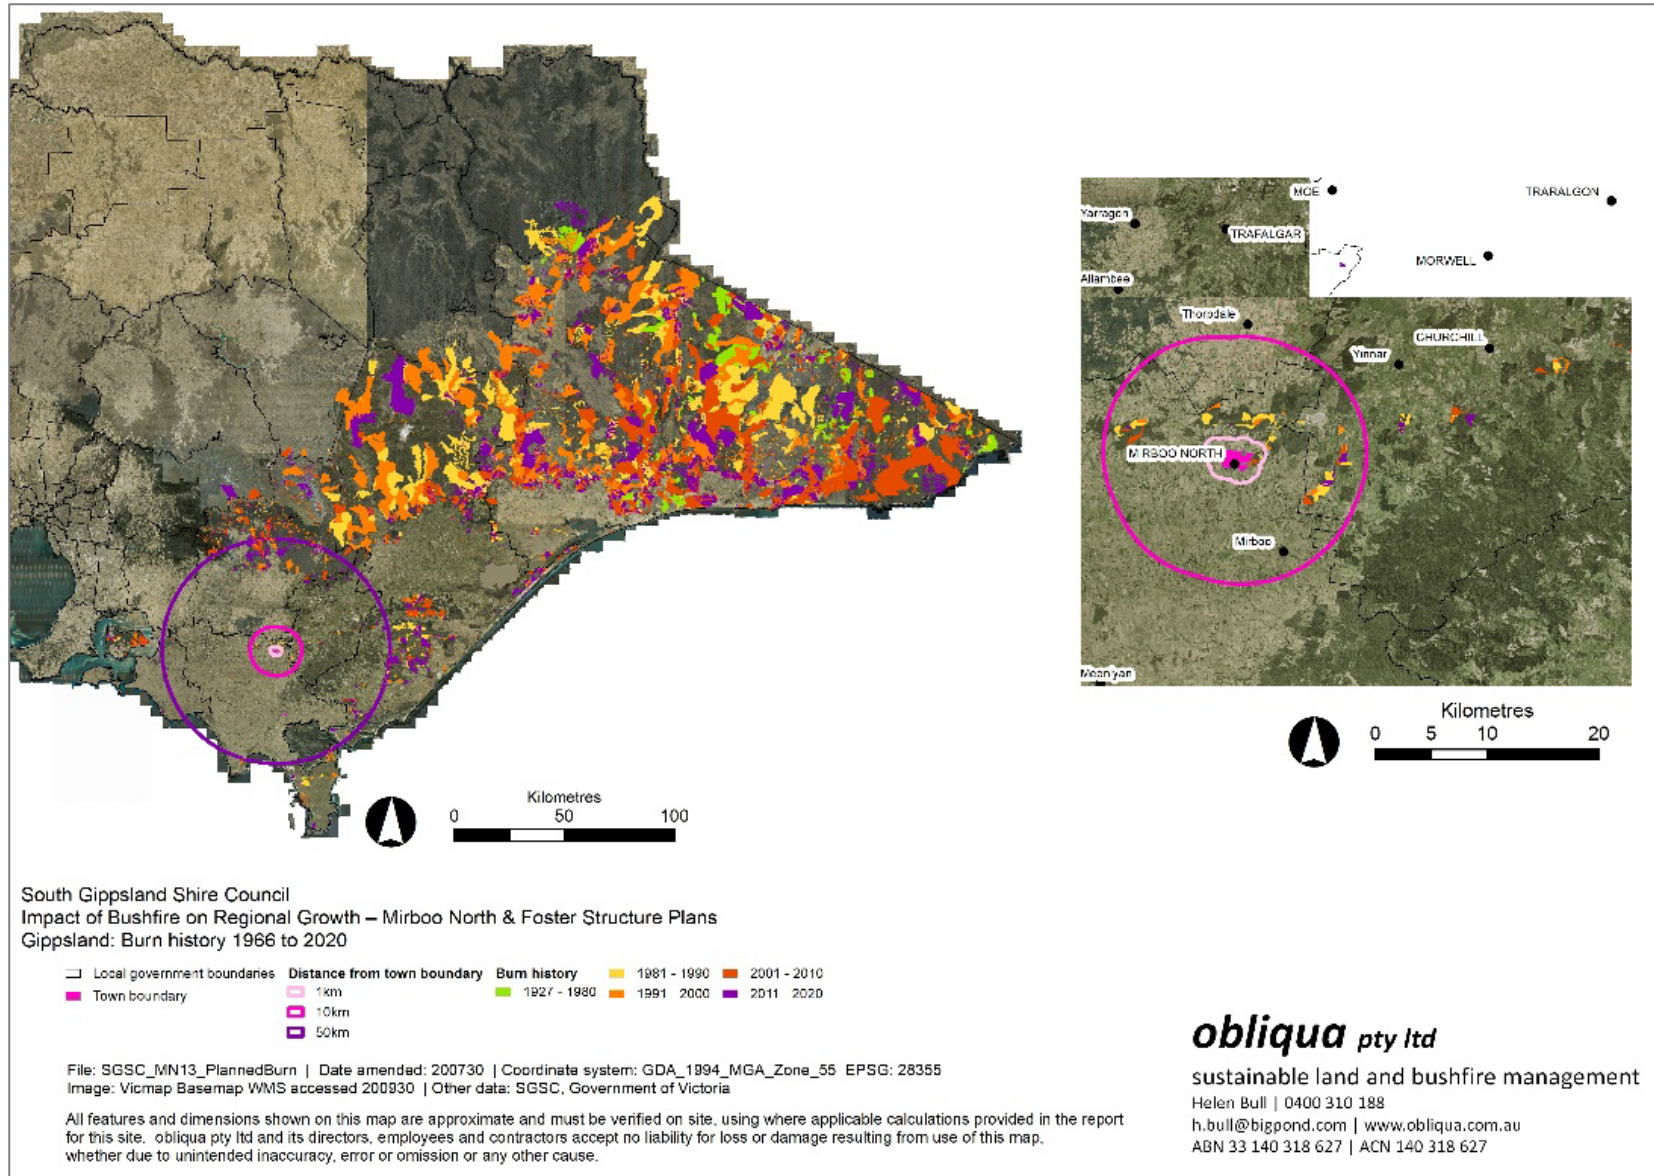 MOE
TRARALGON
Yarragon
TRAFALGAR
MORWELL
Allambee
Thorpdale
CHURCHILL
Yinnar
MIRBOO NORTH
Mirboo
Meeniyan
Kilometres
0 5 10 20
Kilometres
0 50 100
South Gippsland Shire Council
Impact of Bushfire on Regional Growth – Mirboo North & Foster Structure Plans
Gippsland: Burn history 1966 to 2020
Local government boundaries Distance from town boundary Burn history 1981 - 1990 2001 - 2010
Town boundary 1km 1927 - 1980 1991 2000 2011 2020
10km
50km
File: SGSC_MN13_PlannedBurn | Date amended: 200730 | Coordinate system: GDA_1994_MGA_Zone_55 EPSG: 28355
Image: Vicmap Basemap WMS accessed 200930 | Other data: SGSC, Government of Victoria
All features and dimensions shown on this map are approximate and must be verified on site, using where applicable calculations provided in the report
for this site. obliqua pty ltd and its directors, employees and contractors accept no liability for loss or damage resulting from use of this map,
whether due to unintended inaccuracy, error or omission or any other cause.
obliqua pty ltd
sustainable land and bushfire management
Helen Bull | 0400 310 188
h.bull@bigpond.com | www.obliqua.com.au
ABN 33 140 318 627 | ACN 140 318 627